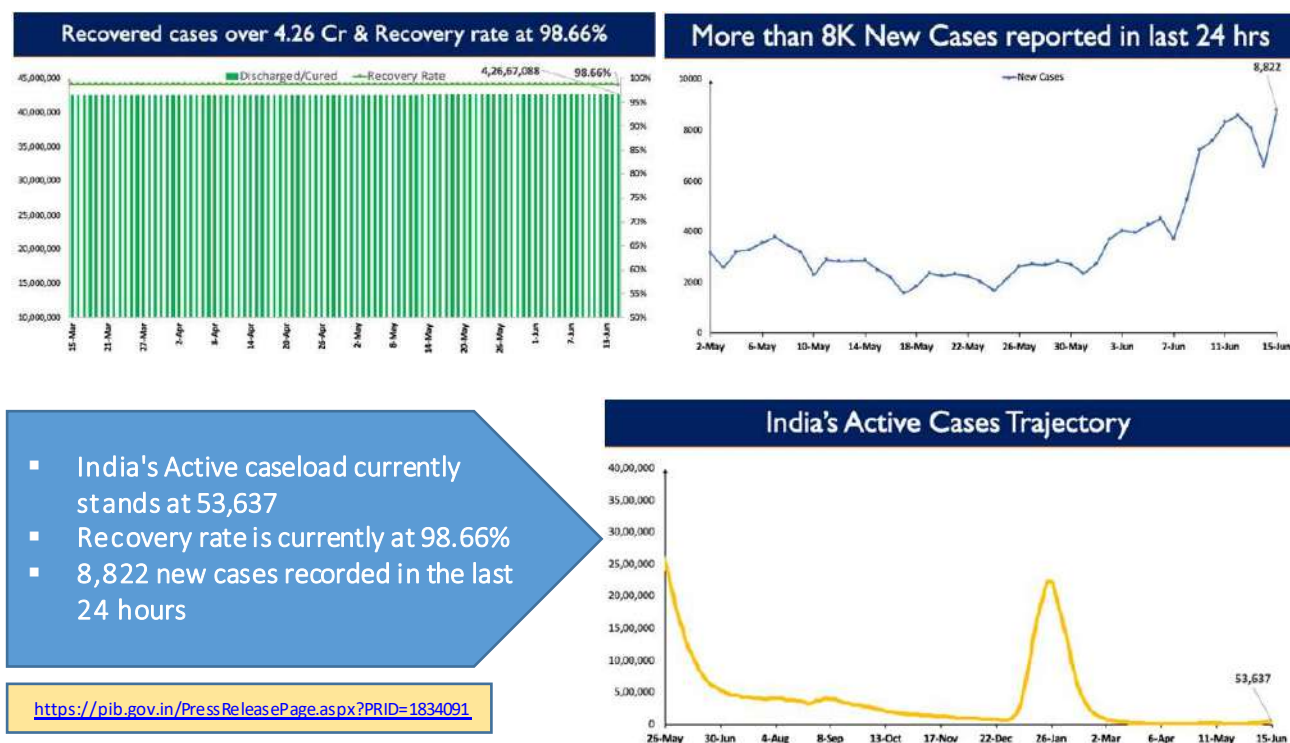 Recovered cases over 4.26 Cr & Recovery rate at 98.66%
Discharged/Cured Recovery Rate 4,26,67,088 98.66%
45,000,000
40,000,000
35,000,000
30,000,000
25,000,000
20,000,000
15,000,000
10,000,000
100%
95%
90%
85%
80%
75%
70%
65%
60%
55%
50%
15-Mar 21-Mar 27-Mar 2-Apr 8-Apr 14-Apr 20-Apr 26-Apr 2-May 8-May 14-May 20-May 26-May 1-Jun 7-Jun 13-Jun
More than 8K New Cases reported in last 24 hrs
New Cases
8,822
10000
8000
6000
4000
2000
0
2-May 6-May 10-May 14-May 18-May 22-May 26-May 30-May 3-Jun 7-Jun 11-Jun 15-Jun
India's Active caseload currently
stands at 53,637
Recovery rate is currently at 98.66%
8,822 new cases recorded in the last
24 hours
https://pib.gov.in/PressReleasePage.aspx?PRID=1834091
India's Active Cases Trajectory
40,00,000
35,00,000
30,00,000
25,00,000
20,00,000
15,00,000
10,00,000
5,00,000
0
53,637
26-May 30-Jun 4-Aug 8-Sep 13-Oct 17-Nov 22-Dec 26-Jan 2-Mar 6-Apr 11-May 15-Jun